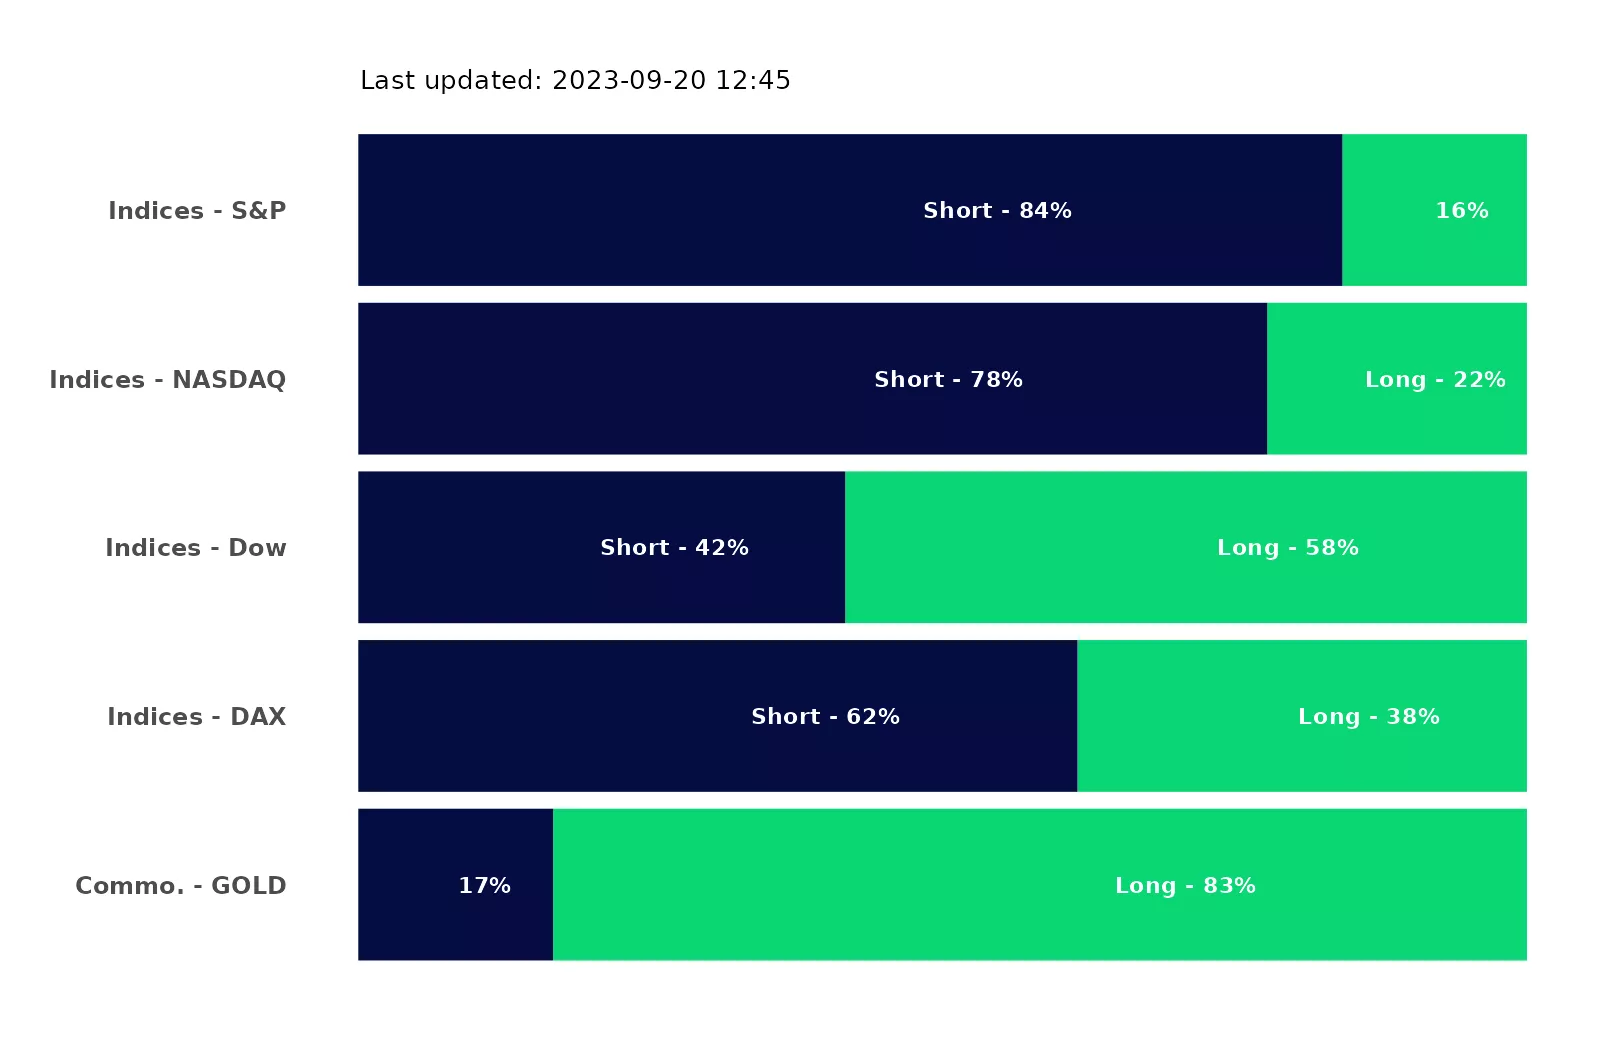 Last updated: 2023-09-20 12:45
Indices - S&P Short - 84% 16%
Indices - NASDAQ Short - 78% Long - 22%
Indices - Dow Short - 42% Long - 58%
Indices - DAX Short - 62% Long - 38%
Commo. - GOLD 17% Long - 83%